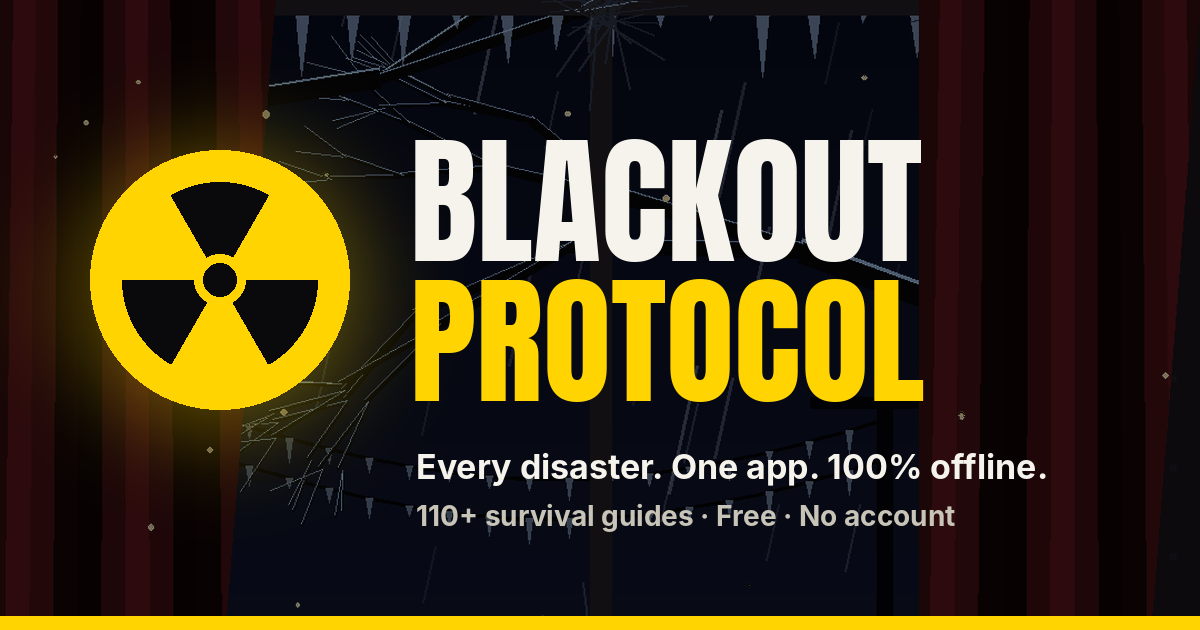 BLACKOUT
PROTOCOL
Every disaster. One app. 100% offline.
110+ survival guides · Free · No account